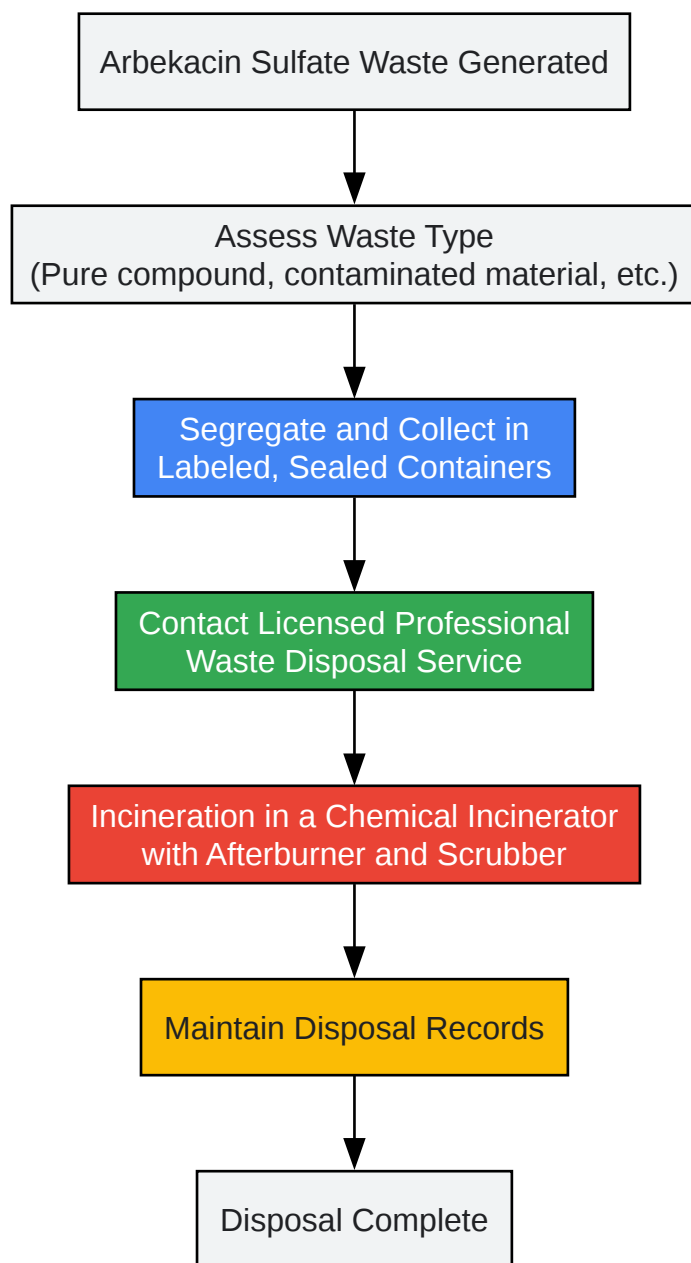 Arbekacin Sulfate Waste Generated
Assess Waste Type
(Pure compound, contaminated material, etc.)
Segregate and Collect in
Labeled, Sealed Containers
Contact Licensed Professional
Waste Disposal Service
Incineration in a Chemical Incinerator
with Afterburner and Scrubber
Maintain Disposal Records
Disposal Complete